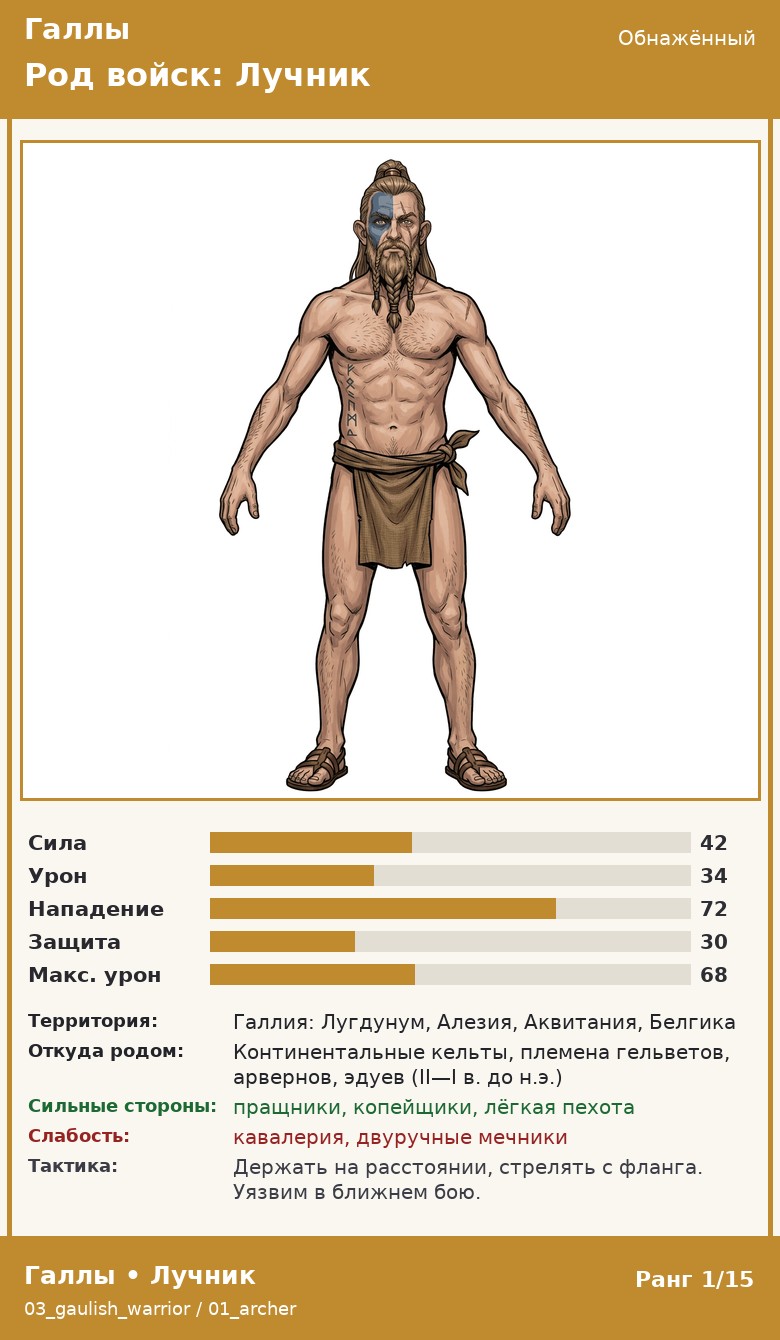 Галлы
Обнажённый
Род войск: Лучник
Сила 42
Урон 34
Нападение 72
Защита 30
Макс. урон 68
Территория: Галлия: Лугдунум, Алезия, Аквитания, Белгика
Откуда родом: Континентальные кельты, племена гельветов,
арвернов, эдуев (II—I в. до н.э.)
Сильные стороны: пращники, копейщики, лёгкая пехота
Слабость: кавалерия, двуручные мечники
Тактика: Держать на расстоянии, стрелять с фланга.
Уязвим в ближнем бою.
Галлы • Лучник
Ранг 1/15
03_gaulish_warrior / 01_archer